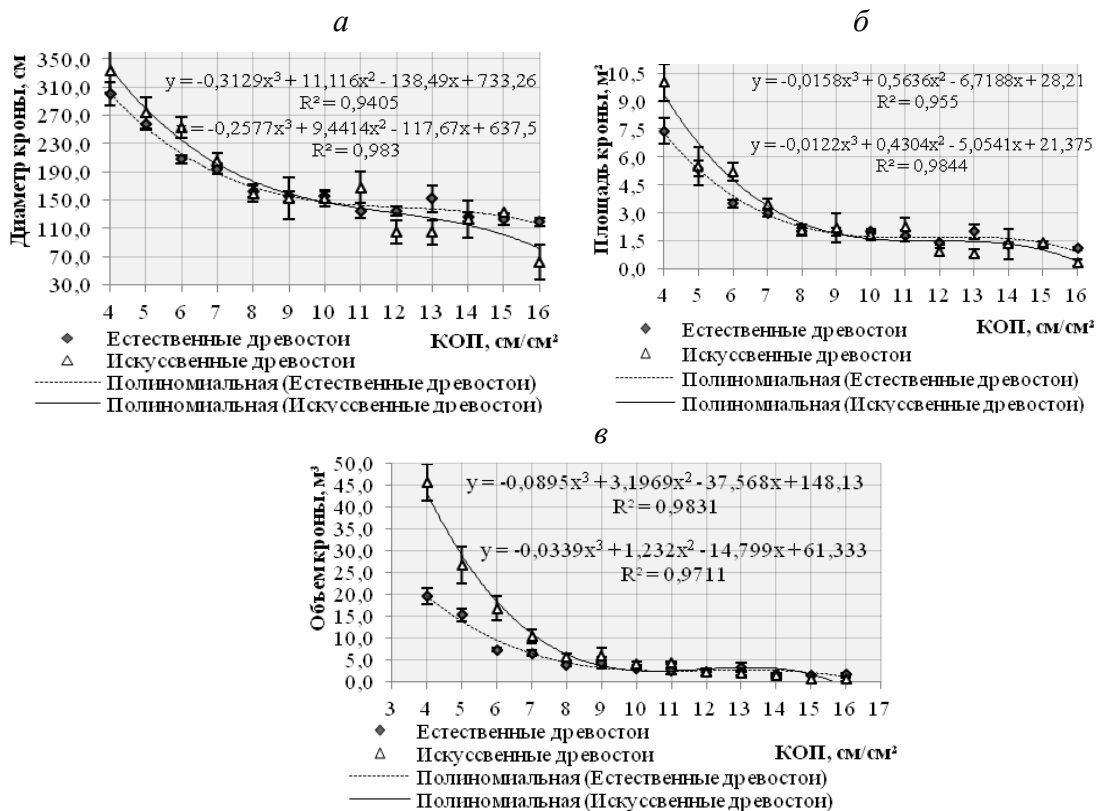 а
350,0
310,0
270,0
230,0
190,0
150,0
110,0
70,0
30,0
Диаметр кроны, см
y = -0,3129x³ + 11,116x² - 138,49x + 733,26
R² = 0,9405
y = -0,2577x³ + 9,4414x² - 117,67x + 637,5
R² = 0,983
4 5 6 7 8 9 10 11 12 13 14 15 16
КОП, см/см²
Естественные древостои
Искуссвенные древостои
Полиномиальная (Естественные древостои)
Полиномиальная (Искуссвенные древостои)
б
10,5
9,0
7,5
6,0
4,5
3,0
1,5
0,0
Площадь кроны, м²
y = -0,0158x³ + 0,5636x² - 6,7188x + 28,21
R² = 0,955
y = -0,0122x³ + 0,4304x² - 5,0541x + 21,375
R² = 0,9844
4 5 6 7 8 9 10 11 12 13 14 15 16
КОП, см/см²
Естественные древостои
Искуссвенные древостои
Полиномиальная (Естественные древостои)
Полиномиальная (Искуссвенные древостои)
в
50,0
45,0
40,0
35,0
30,0
25,0
20,0
15,0
10,0
5,0
0,0
Объем кроны, м³
y = -0,0895x³ + 3,1969x² - 37,568x + 148,13
R² = 0,9831
y = -0,0339x³ + 1,232x² - 14,799x + 61,333
R² = 0,9711
3 4 5 6 7 8 9 10 11 12 13 14 15 16 17
КОП, см/см²
Естественные древостои
Искуссвенные древостои
Полиномиальная (Естественные древостои)
Полиномиальная (Искуссвенные древостои)